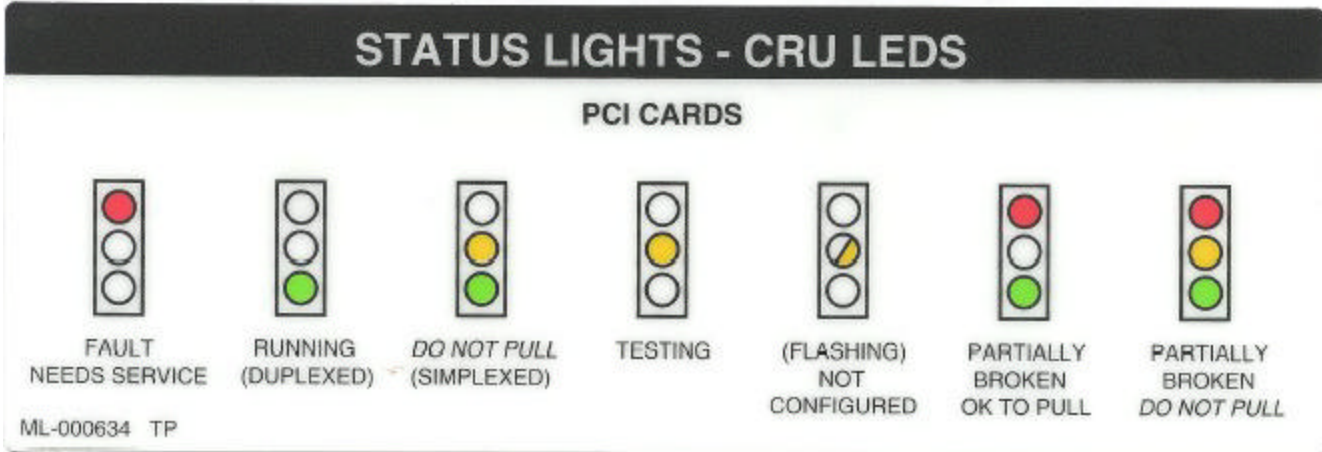 STATUS LIGHTS - CRU LEDS
PCI CARDS
FAULT
NEEDS SERVICE
RUNNING
(DUPLEXED)
DO NOT PULL
(SIMPLEXED)
TESTING
(FLASHING)
NOT
CONFIGURED
PARTIALLY
BROKEN
OK TO PULL
PARTIALLY
BROKEN
DO NOT PULL
ML-000634 TP